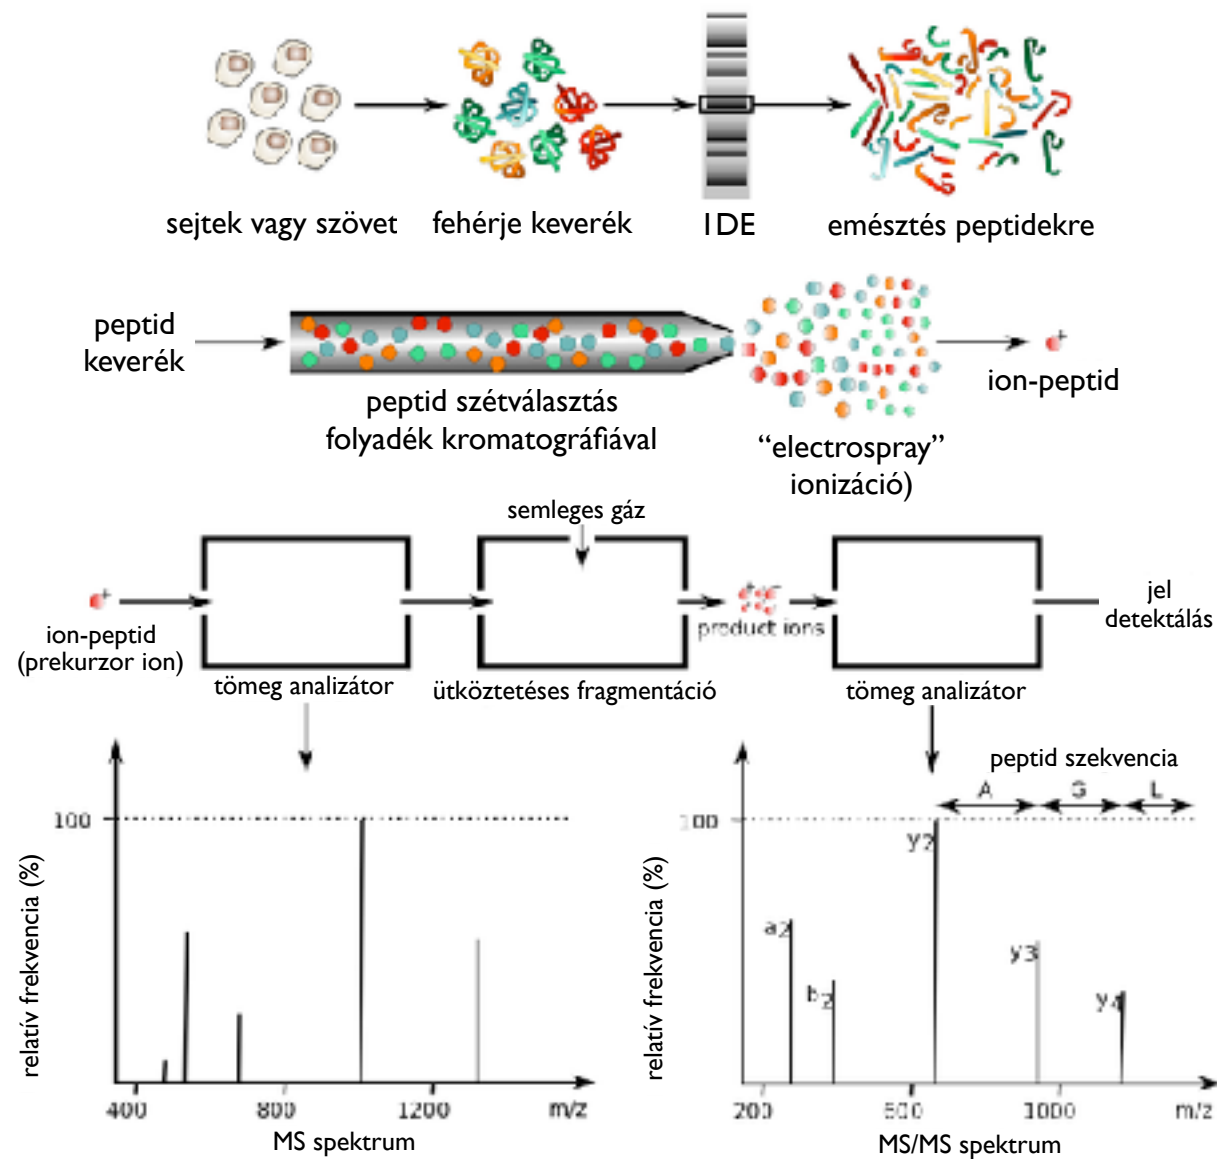 sejtek vagy szövet
fehérje keverék
1DE
emésztés peptidekre
peptid
keverék
peptid szétválasztás
folyadék kromatográfiával
“electrospray”
ionizáció)
+
ion-peptid
semleges gáz
+
ion-peptid
(prekurzor ion)
tömeg analizátor
ütköztetéses fragmentáció
product ions
tömeg analizátor
jel
detektálás
relatív frekvencia (%)
100
400
800
1200
m/z
MS spektrum
peptid szekvencia
A
G
L
relatív frekvencia (%)
100
a2
b2
y2
y3
y4
200
600
1000
m/z
MS/MS spektrum